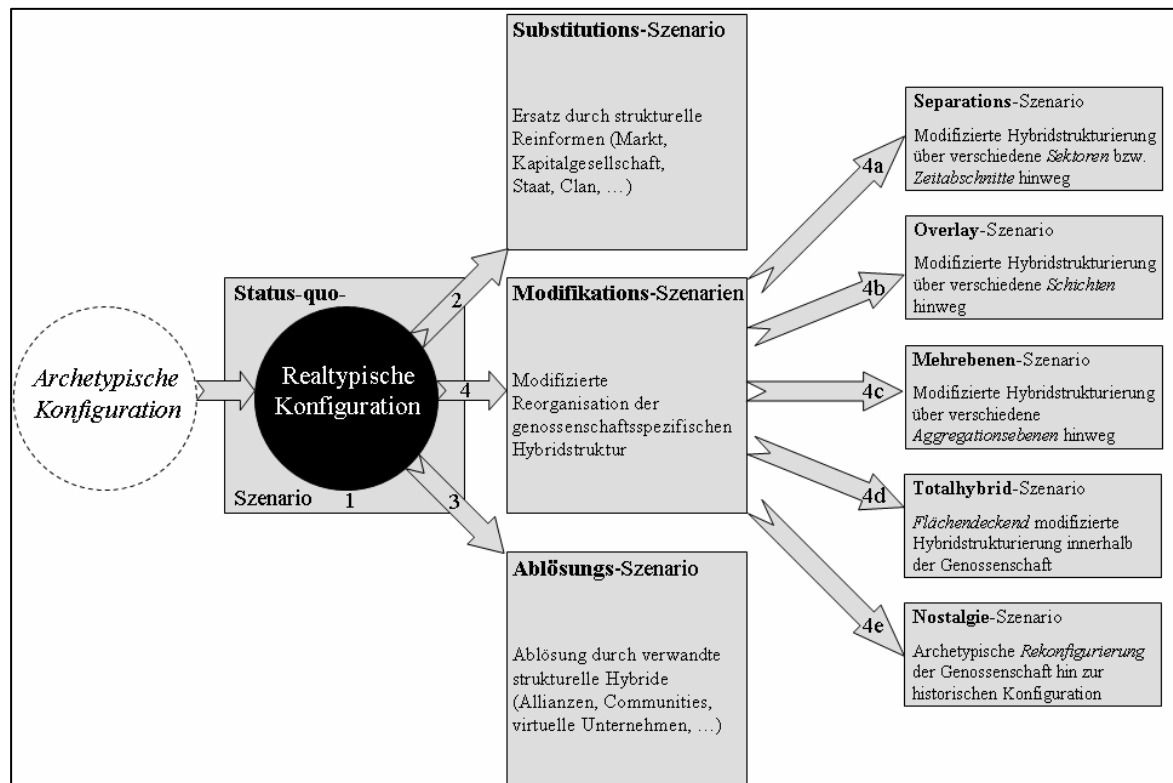 Archetypische
Konfiguration
Status-quo-
Realtypische
Konfiguration
Szenario
1
2
4
3
Substitutions-Szenario
Ersatz durch strukturelle
Reinformen (Markt,
Kapitalgesellschaft,
Staat, Clan, …)
Modifikations-Szenarien
Modifizierte
Reorganisation der
genossenschaftsspezifischen
Hybridstruktur
Ablösungs-Szenario
Ablösung durch verwandte
strukturelle Hybride
(Allianzen, Communities,
virtuelle Unternehmen, …)
4a
4b
4c
4d
4e
Separations-Szenario
Modifizierte Hybridstrukturierung
über verschiedene Sektoren bzw.
Zeitabschnitte hinweg
Overlay-Szenario
Modifizierte Hybridstrukturierung
über verschiedene Schichten
hinweg
Mehrebenen-Szenario
Modifizierte Hybridstrukturierung
über verschiedene
Aggregationsebenen hinweg
Totalhybrid-Szenario
Flächendeckend modifizierte
Hybridstrukturierung innerhalb
der Genossenschaft
Nostalgie-Szenario
Archetypische Rekonfigurierung
der Genossenschaft hin zur
historischen Konfiguration